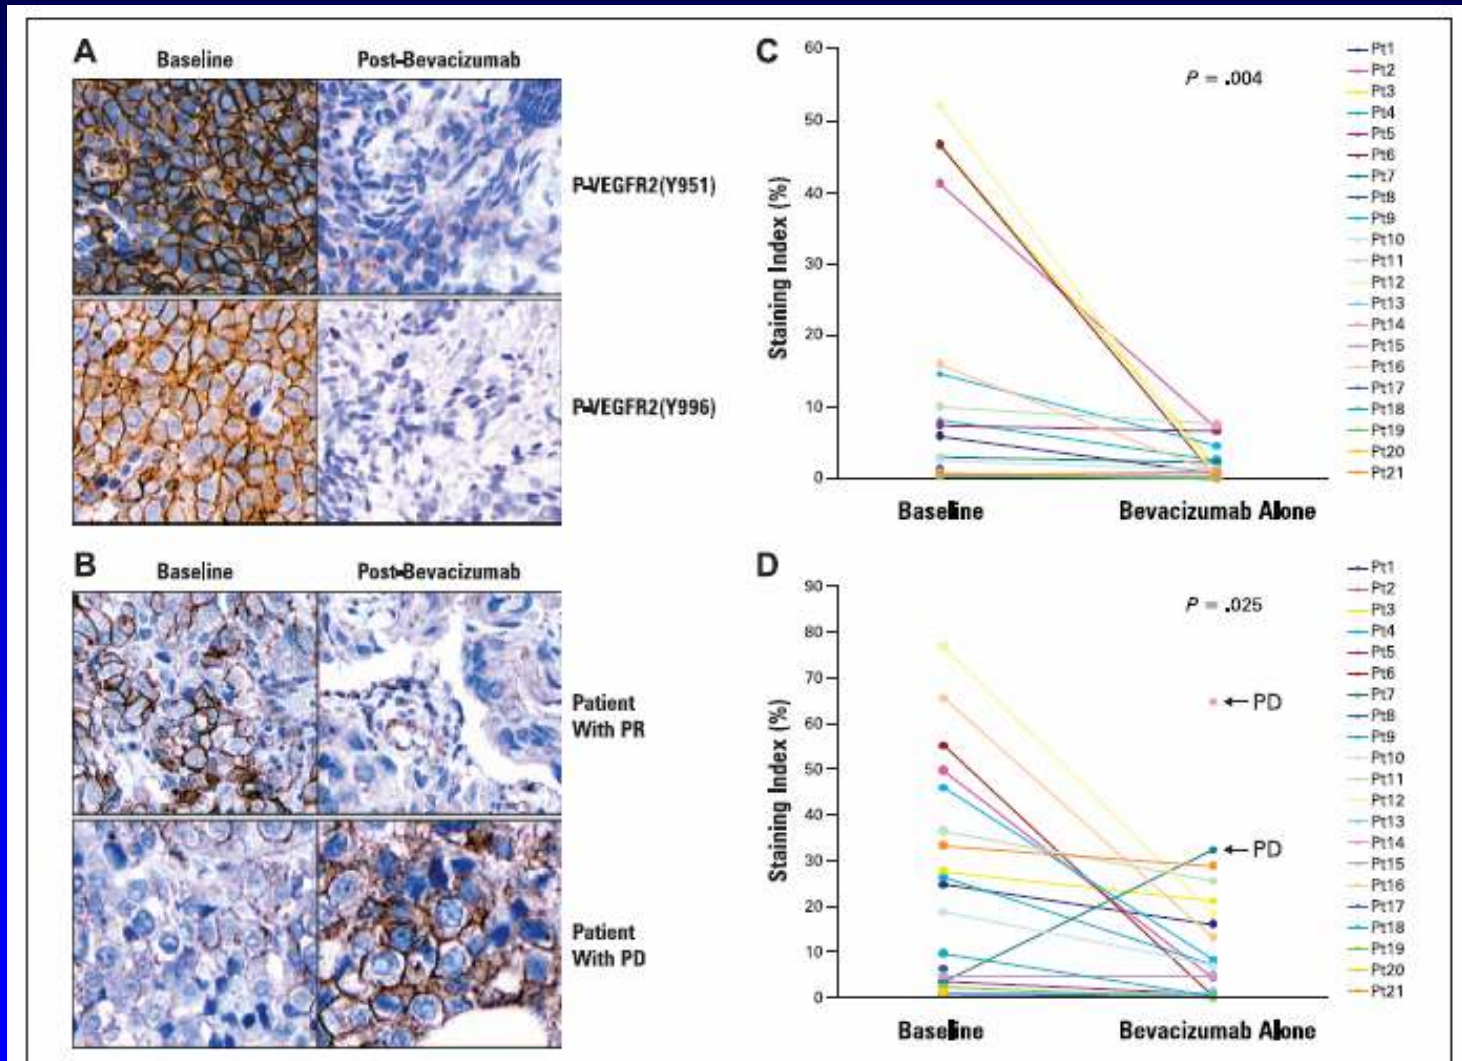 A
Baseline
Post-Bevacizumab
P-VEGFR2(Y951)
P-VEGFR2(Y996)
B
Baseline
Post-Bevacizumab
Patient
With PR
Patient
With PD
C
P = .004
Staining Index (%)
60
50
40
30
20
10
0
Baseline
Bevacizumab Alone
Pt1
Pt2
Pt3
Pt4
Pt5
Pt6
Pt7
Pt8
Pt9
Pt10
Pt11
Pt12
Pt13
Pt14
Pt15
Pt16
Pt17
Pt18
Pt19
Pt20
Pt21
D
P = .025
Staining Index (%)
90
80
70
60
50
40
30
20
10
0
PD
PD
Baseline
Bevacizumab Alone
Pt1
Pt2
Pt3
Pt4
Pt5
Pt6
Pt7
Pt8
Pt9
Pt10
Pt11
Pt12
Pt13
Pt14
Pt15
Pt16
Pt17
Pt18
Pt19
Pt20
Pt21